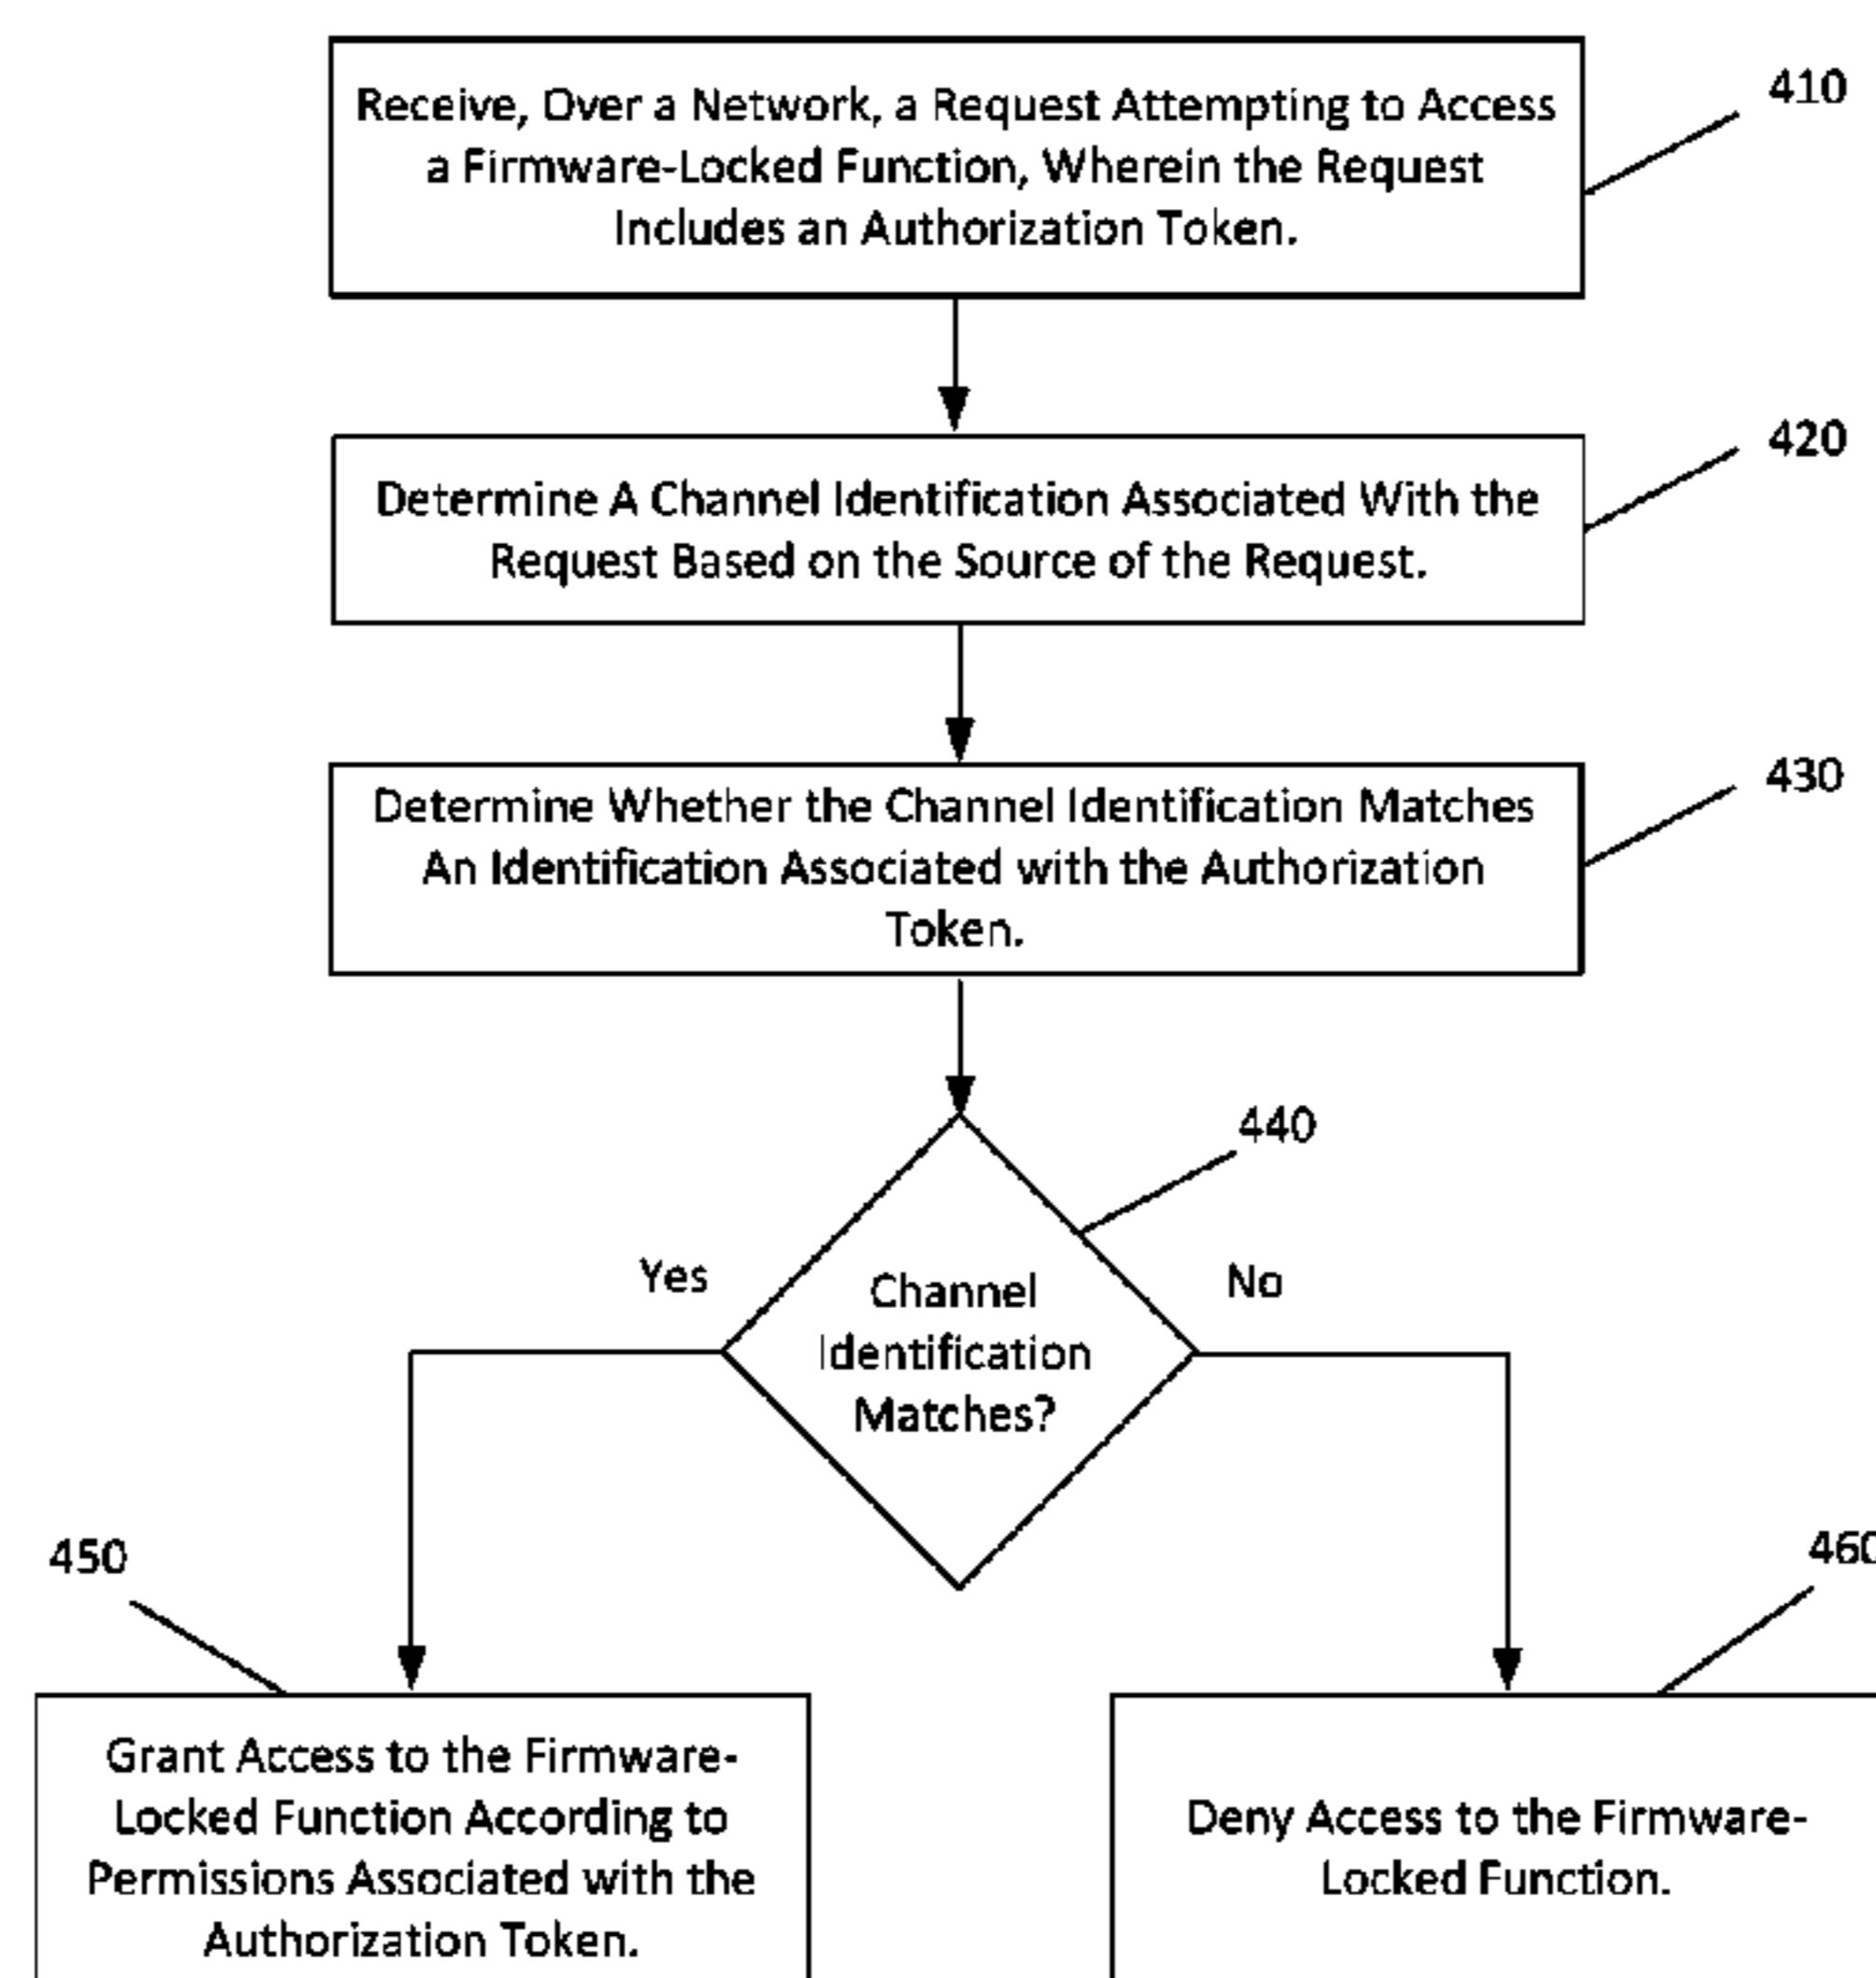 Receive, Over a Network, a Request Attempting to Access
a Firmware-Locked Function, Wherein the Request
Includes an Authorization Token.
410
Determine A Channel Identification Associated With the
Request Based on the Source of the Request.
420
Determine Whether the Channel Identification Matches
An Identification Associated with the Authorization
Token.
430
440
Yes
Channel
Identification
Matches?
No
450
460
Grant Access to the Firmware-
Locked Function According to
Permissions Associated with the
Authorization Token.
Deny Access to the Firmware-
Locked Function.